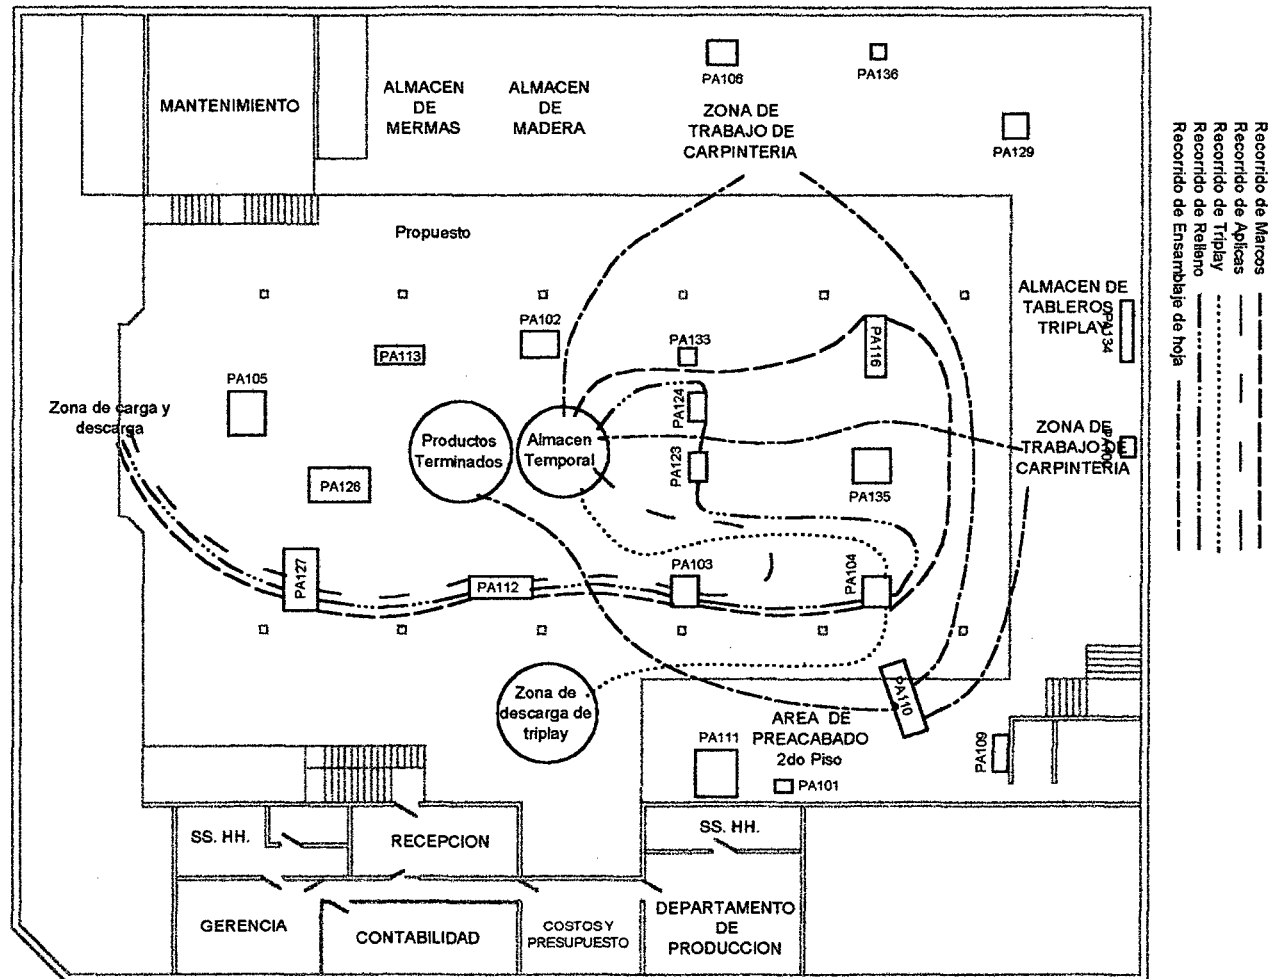 PA106
PA136
MANTENIMIENTO
ALMACEN
DE
MERMAS
ALMACEN
DE
MADERA
ZONA DE
TRABAJO DE
CARPINTERIA
PA129
Recorrido de Marcos
Recorrido de Aplicas
Recorrido de Triplay
Recorrido de Relleno
Recorrido de Ensamblaje de hoja
Propuesto
ALMACEN DE
TABLEROS
TRIPLAY
PA134
PA102
PA133
PA116
PA113
PA105
PA124
Zona de carga y
descarga
Productos
Terminados
Almacen
Temporal
PA123
ZONA DE
TRABAJO DE
CARPINTERIA
PA126
PA135
PA127
PA112
PA103
PA104
Zona de
descarga de
triplay
PA110
AREA DE
PREACABADO
2do Piso
PA111
PA109
PA101
SS. HH.
RECEPCION
SS. HH.
GERENCIA
CONTABILIDAD
COSTOS Y
PRESUPUESTO
DEPARTAMENTO
DE
PRODUCCION